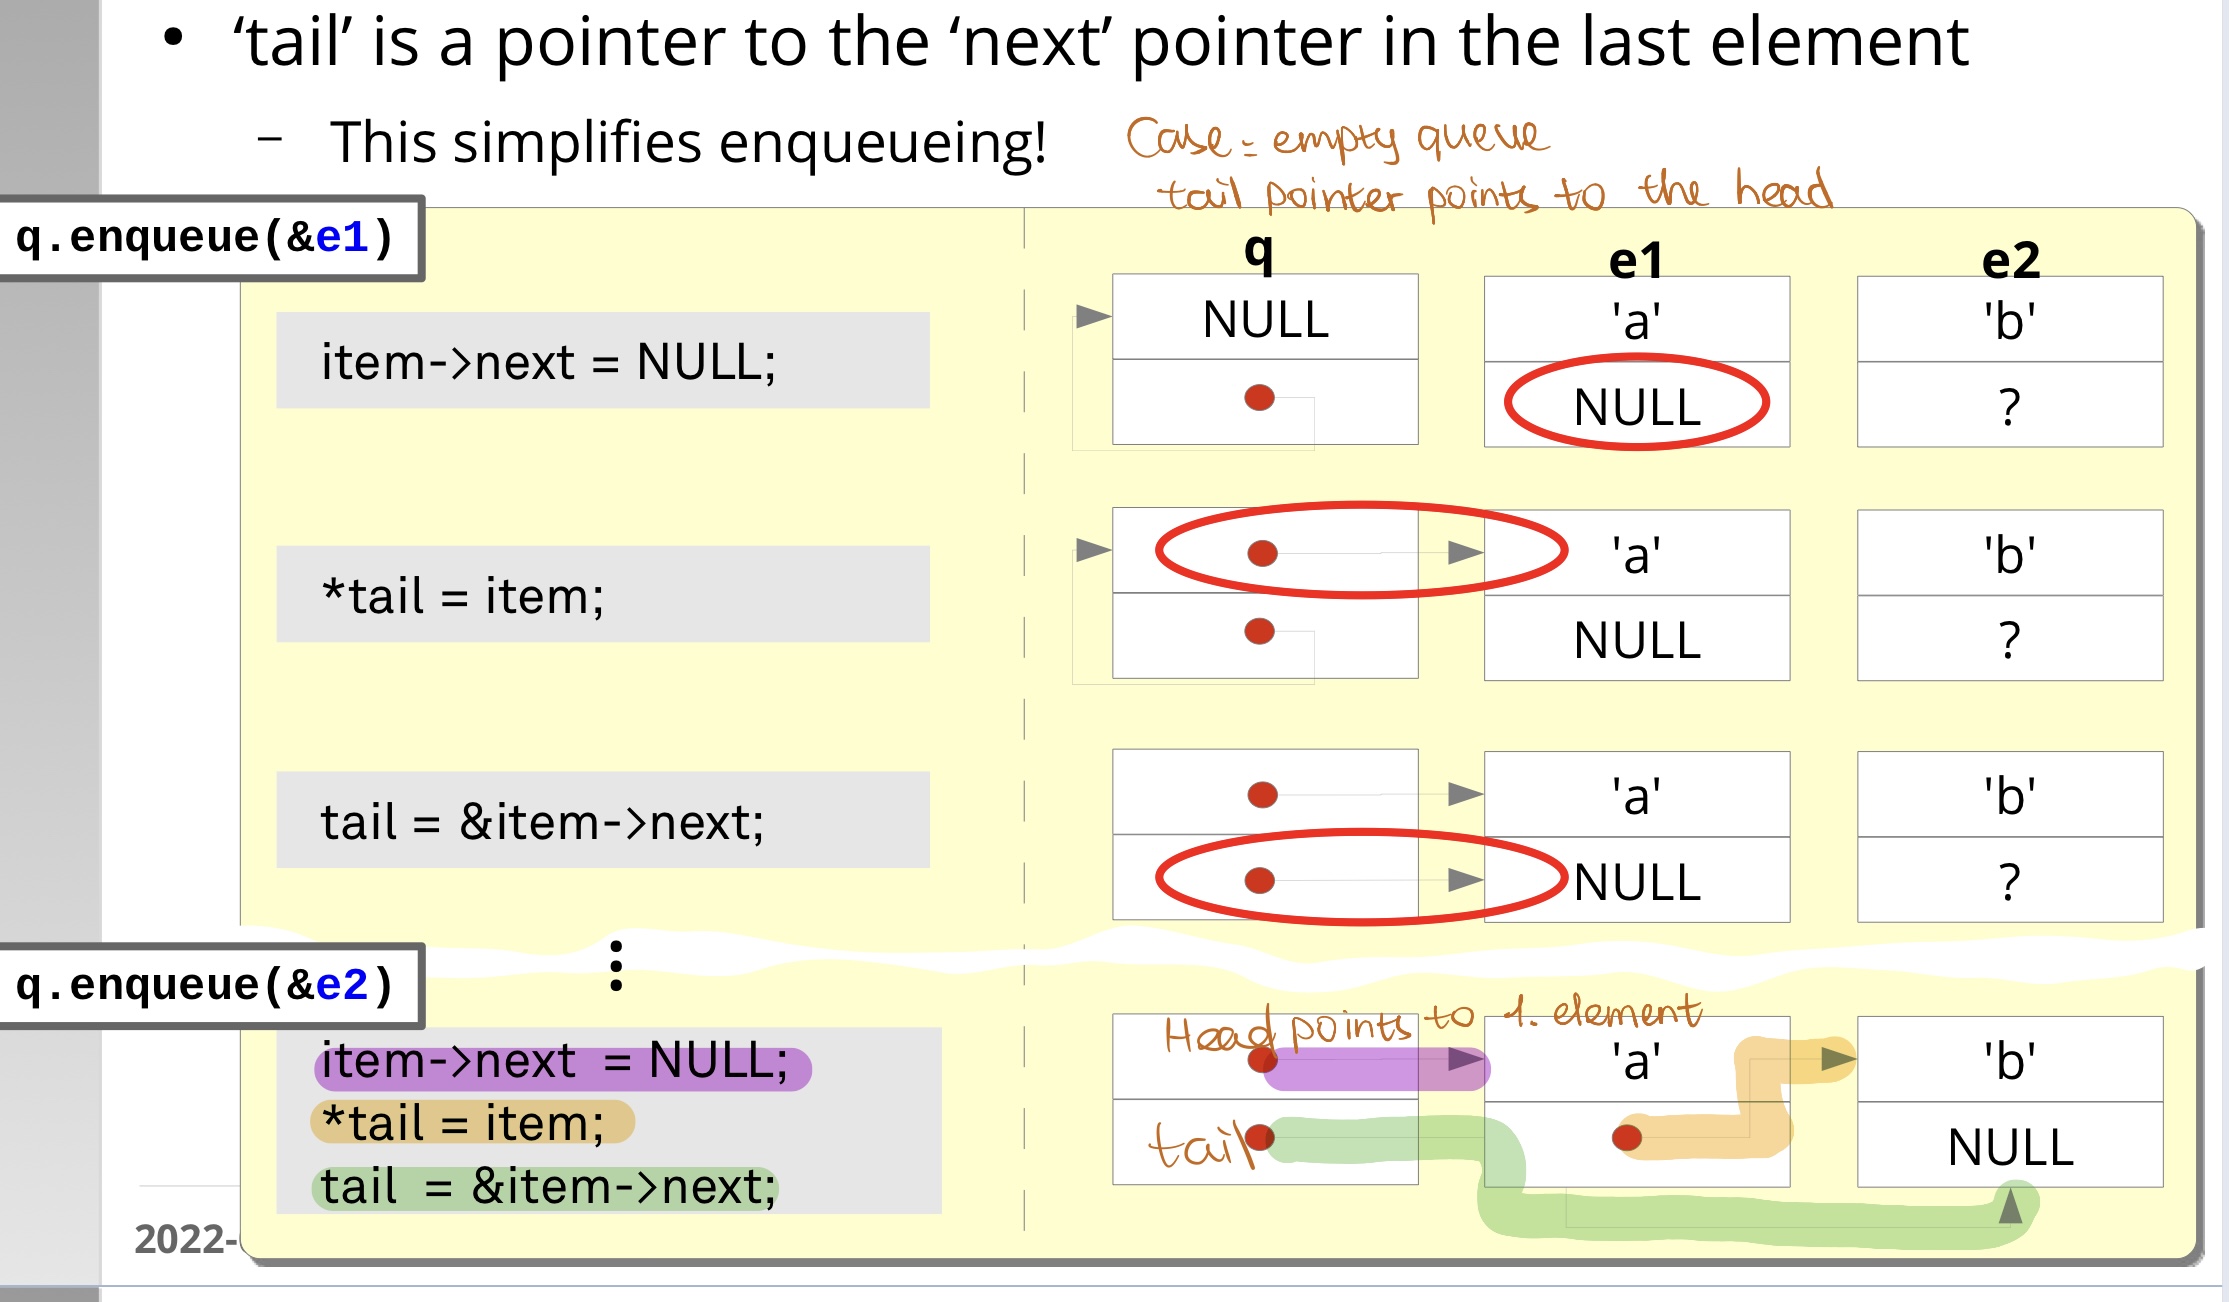 • ‘tail’ is a pointer to the ‘next’ pointer in the last element
– This simplifies enqueueing!
Case = empty queue
tail pointer points to the head
q.enqueue(&e1)
q e1 e2
NULL 'a' 'b'
item->next = NULL;
NULL ?
'a' 'b'
*tail = item;
NULL ?
'a' 'b'
tail = &item->next;
NULL ?
q.enqueue(&e2)
Head points to 1. element
item->next = NULL; 'a' 'b'
*tail = item;
tail NULL
tail = &item->next;
2022-